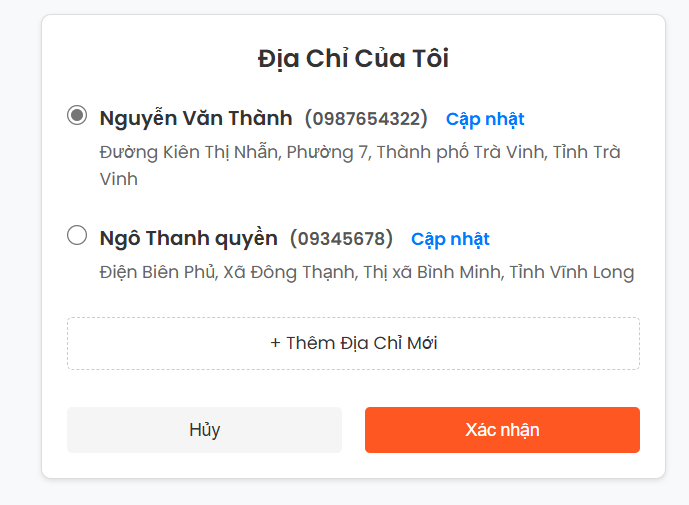 Địa Chỉ Của Tôi
Nguyễn Văn Thành (0987654322) Cập nhật
Đường Kiên Thị Nhẫn, Phường 7, Thành phố Trà Vinh, Tỉnh Trà
Vinh
Ngô Thanh quyền (09345678) Cập nhật
Điện Biên Phủ, Xã Đông Thạnh, Thị xã Bình Minh, Tỉnh Vĩnh Long
+ Thêm Địa Chỉ Mới
Hủy Xác nhận